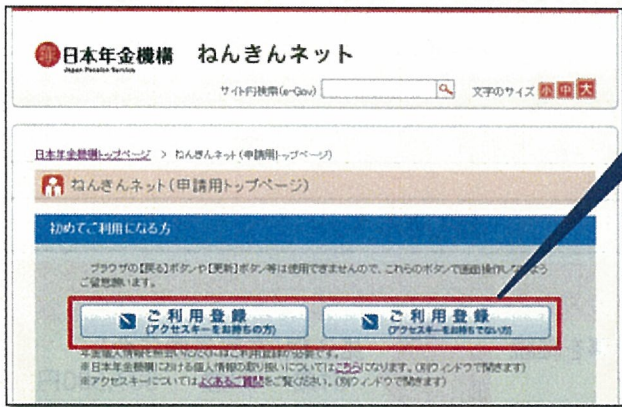 日本年金機構 ねんきんネット
Japan Pension Service
サイト内検索(e-Gov) 文字のサイズ 小 中 大
日本年金機構トップページ > ねんきんネット(申請用トップページ)
ねんきんネット(申請用トップページ)
初めてご利用になる方
ブラウザの【戻る】ボタンや【更新】ボタン等は使用できませんので、これらのボタンで画面操作しないよう
ご留意願います。
ご利用登録 ご利用登録
(アクセスキーをお持ちの方) (アクセスキーをお持ちでない方)
※日本年金機構における個人情報の取り扱いについてはこちらになります。(別ウィンドウで開きます)
※アクセスキーについてはよくあるご質問をご覧ください。(別ウィンドウで開きます)